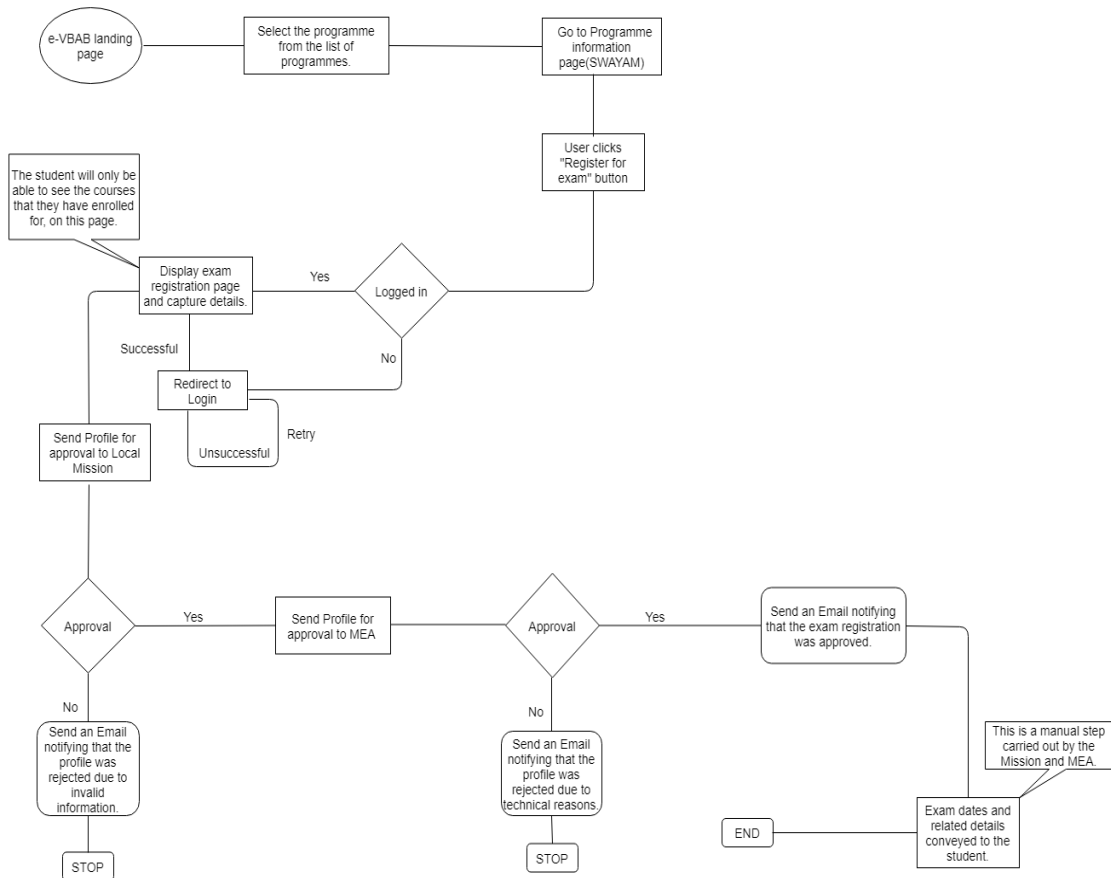 e-VBAB landing
page
Select the programme
from the list of
programmes.
Go to Programme
information
page(SWAYAM)
User clicks
"Register for
exam" button
The student will only be
able to see the courses
that they have enrolled
for, on this page.
Display exam
registration page
and capture details.
Yes
Logged in
Successful
No
Redirect to
Login
Retry
Unsuccessful
Send Profile for
approval to Local
Mission
Approval
Yes
Send Profile for
approval to MEA
Approval
Yes
Send an Email notifying
that the exam registration
was approved.
No
Send an Email
notifying that the
profile was
rejected due to
invalid
information.
STOP
No
Send an Email
notifying that the
profile was
rejected due to
technical reasons.
STOP
This is a manual step
carried out by the
Mission and MEA.
Exam dates and
related details
conveyed to the
student.
END